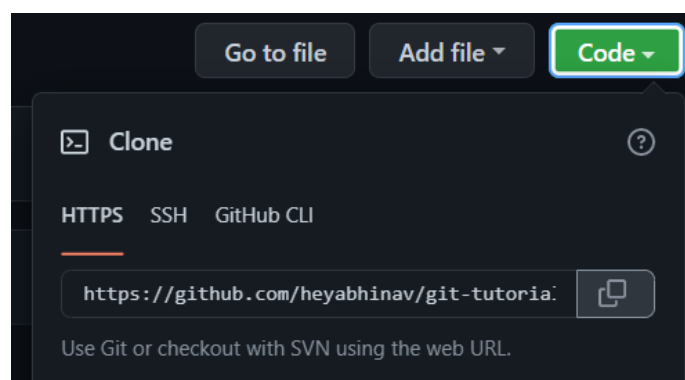 Go to file Add file Code
Clone
HTTPS SSH GitHub CLI
https://github.com/heyabhinav/git-tutorial
Use Git or checkout with SVN using the web URL.